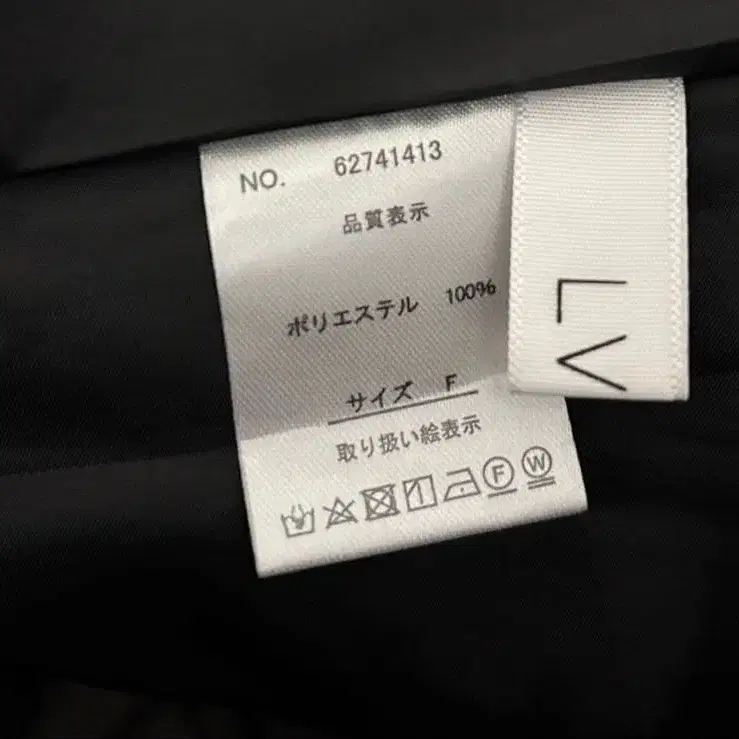 NO. 62741413
品質表示
ポリエステル 100%
サイズ F
取り扱い絵表示
F
W
LV